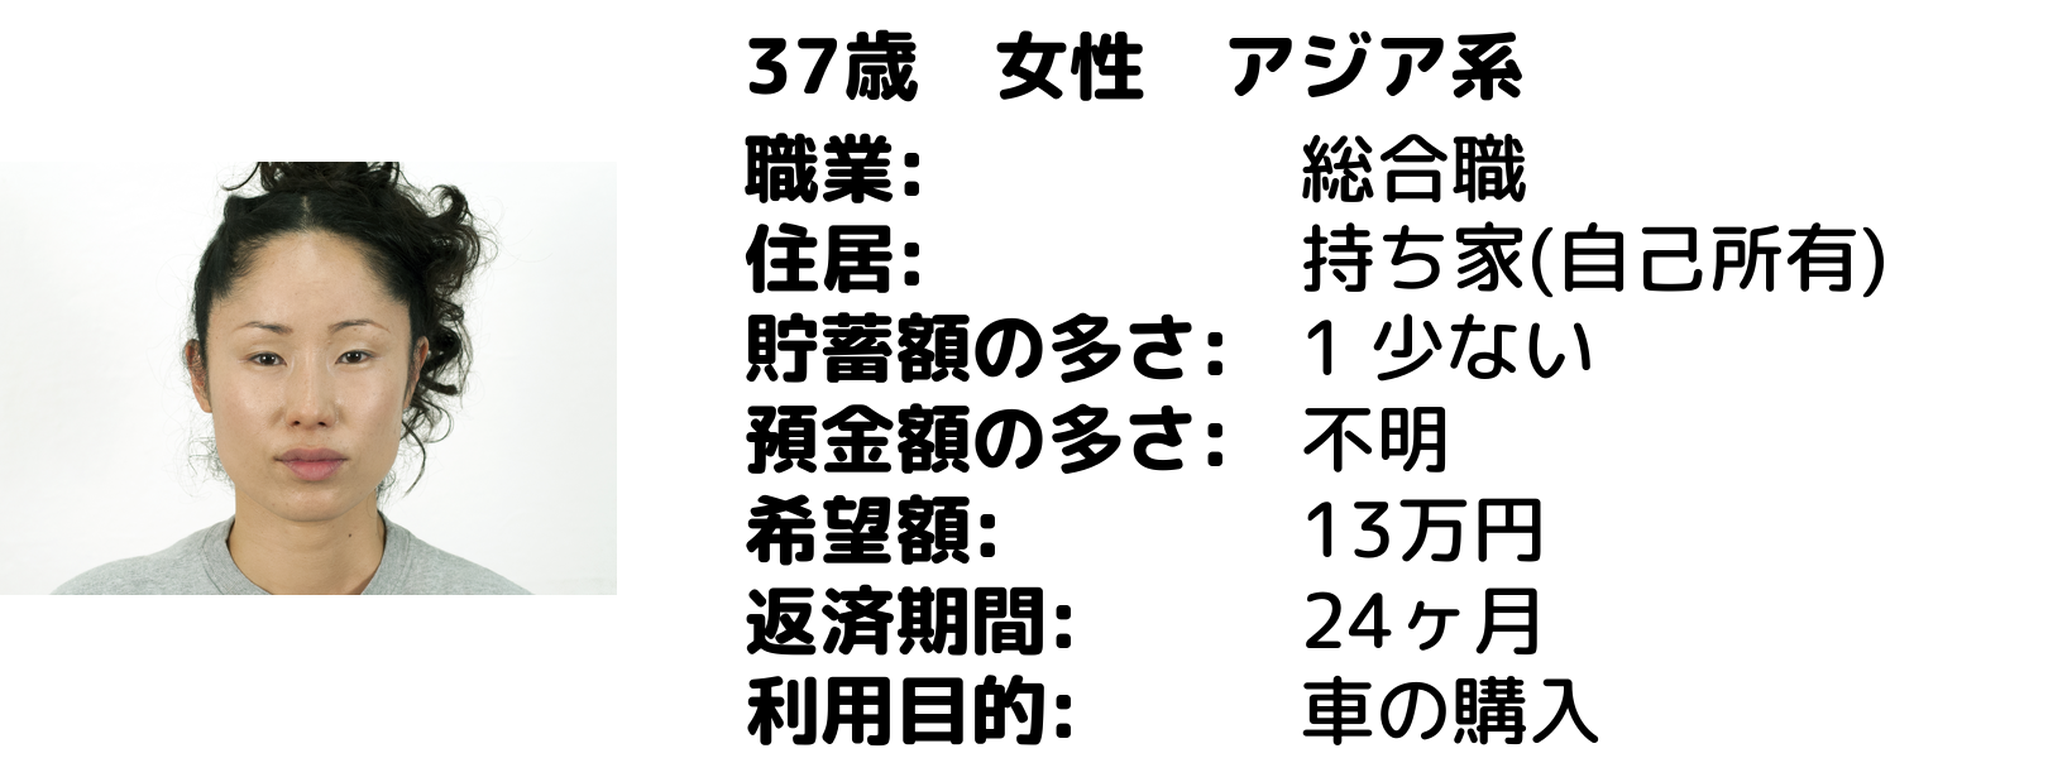 37歳　女性　アジア系
職業:　総合職
住居:　持ち家(自己所有)
貯蓄額の多さ:　1 少ない
預金額の多さ:　不明
希望額:　13万円
返済期間:　24ヶ月
利用目的:　車の購入